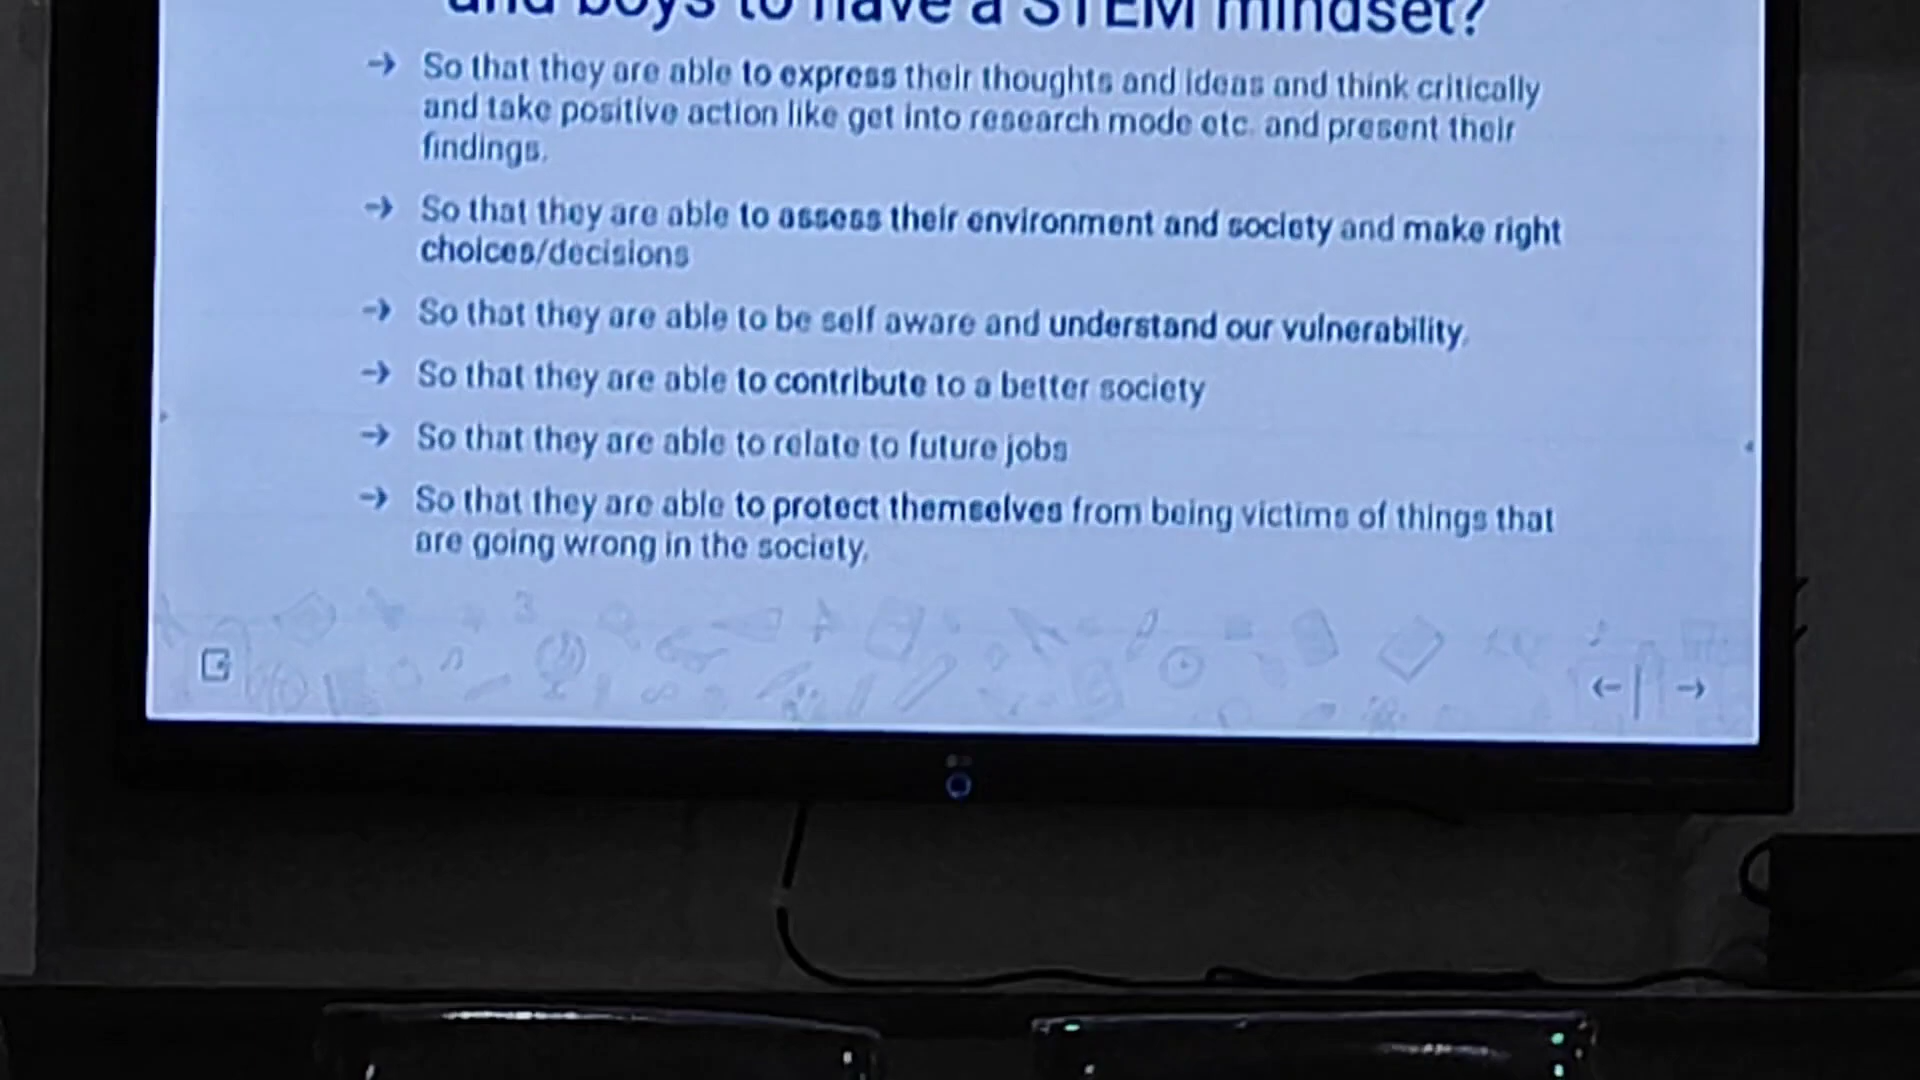 and boys to have a STEM mindset?
→ So that they are able to express their thoughts and ideas and think critically
and take positive action like get into research mode etc. and present their
findings.
→ So that they are able to assess their environment and society and make right
choices/decisions
→ So that they are able to be self aware and understand our vulnerability.
→ So that they are able to contribute to a better society
→ So that they are able to relate to future jobs
→ So that they are able to protect themselves from being victims of things that
are going wrong in the society.